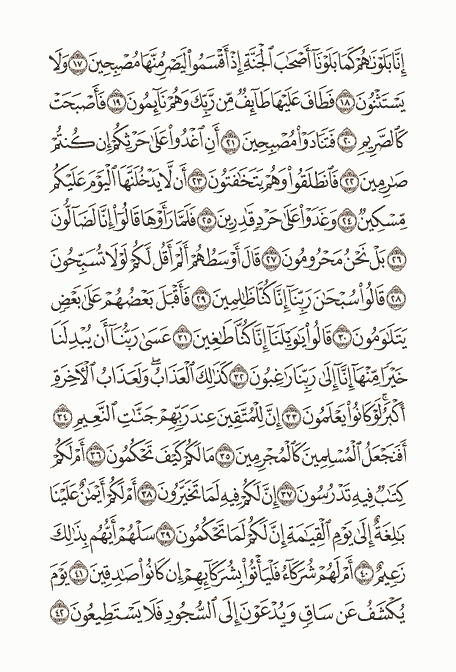 إِنَّا بَلَوْنَٰهُمْ كَمَا بَلَوْنَآ أَصْحَٰبَ ٱلْجَنَّةِ إِذْ أَقْسَمُوا۟ لَيَصْرِمُنَّهَا مُصْبِحِينَ ١٧ وَلَا
يَسْتَثْنُونَ ١٨ فَطَافَ عَلَيْهَا طَآئِفٌ مِّن رَّبِّكَ وَهُمْ نَآئِمُونَ ١٩ فَأَصْبَحَتْ
كَٱلصَّرِيمِ ٢٠ فَتَنَادَوْا۟ مُصْبِحِينَ ٢١ أَنِ ٱغْدُوا۟ عَلَىٰ حَرْثِكُمْ إِن كُنتُمْ
صَٰرِمِينَ ٢٢ فَٱنطَلَقُوا۟ وَهُمْ يَتَخَٰفَتُونَ ٢٣ أَن لَّا يَدْخُلَنَّهَا ٱلْيَوْمَ عَلَيْكُم
مِّسْكِينٌ ٢٤ وَغَدَوْا۟ عَلَىٰ حَرْدٍ قَٰدِرِينَ ٢٥ فَلَمَّا رَأَوْهَا قَالُوٓا۟ إِنَّا لَضَآلُّونَ
٢٦ بَلْ نَحْنُ مَحْرُومُونَ ٢٧ قَالَ أَوْسَطُهُمْ أَلَمْ أَقُل لَّكُمْ لَوْلَا تُسَبِّحُونَ
٢٨ قَالُوا۟ سُبْحَٰنَ رَبِّنَآ إِنَّا كُنَّا ظَٰلِمِينَ ٢٩ فَأَقْبَلَ بَعْضُهُمْ عَلَىٰ بَعْضٍ
يَتَلَٰوَمُونَ ٣٠ قَالُوا۟ يَٰوَيْلَنَآ إِنَّا كُنَّا طَٰغِينَ ٣١ عَسَىٰ رَبُّنَآ أَن يُبْدِلَنَا
خَيْرًا مِّنْهَآ إِنَّآ إِلَىٰ رَبِّنَا رَٰغِبُونَ ٣٢ كَذَٰلِكَ ٱلْعَذَابُ ۖ وَلَعَذَابُ ٱلْءَاخِرَةِ
أَكْبَرُ ۚ لَوْ كَانُوا۟ يَعْلَمُونَ ٣٣ إِنَّ لِلْمُتَّقِينَ عِندَ رَبِّهِمْ جَنَّٰتِ ٱلنَّعِيمِ ٣٤
أَفَنَجْعَلُ ٱلْمُسْلِمِينَ كَٱلْمُجْرِمِينَ ٣٥ مَا لَكُمْ كَيْفَ تَحْكُمُونَ ٣٦ أَمْ لَكُمْ
كِتَٰبٌ فِيهِ تَدْرُسُونَ ٣٧ إِنَّ لَكُمْ فِيهِ لَمَا تَخَيَّرُونَ ٣٨ أَمْ لَكُمْ أَيْمَٰنٌ عَلَيْنَا
بَٰلِغَةٌ إِلَىٰ يَوْمِ ٱلْقِيَٰمَةِ إِنَّ لَكُمْ لَمَا تَحْكُمُونَ ٣٩ سَلْهُمْ أَيُّهُم بِذَٰلِكَ
زَعِيمٌ ٤٠ أَمْ لَهُمْ شُرَكَآءُ فَلْيَأْتُوا۟ بِشُرَكَآئِهِمْ إِن كَانُوا۟ صَٰدِقِينَ ٤١ يَوْمَ
يُكْشَفُ عَن سَاقٍ وَيُدْعَوْنَ إِلَى ٱلسُّجُودِ فَلَا يَسْتَطِيعُونَ ٤٢